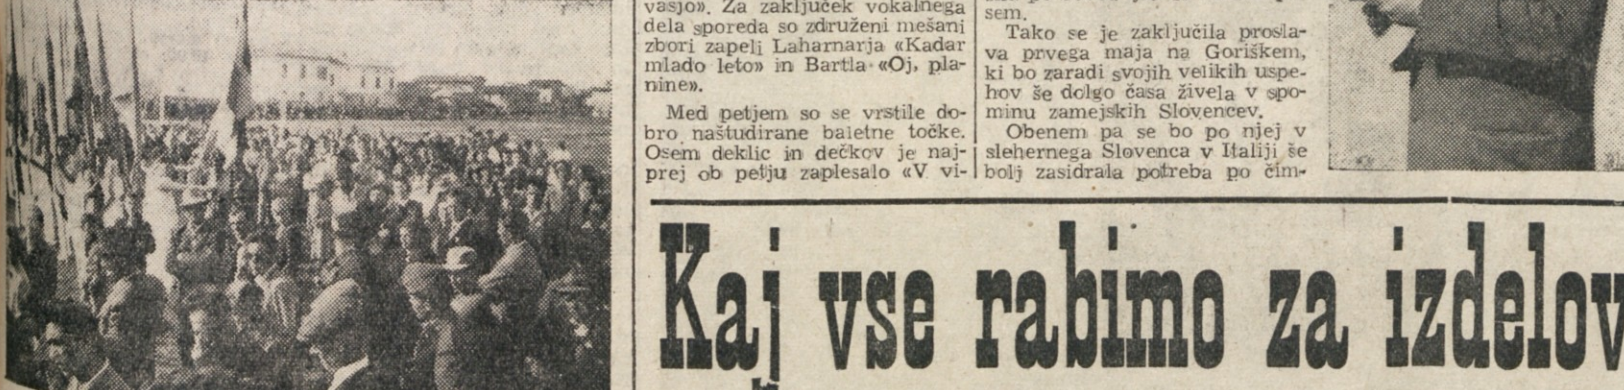 vasjo». Za zaključek vokalnega
dela sporeda so združeni mešani
zbori zapeli Laharnarja «Kadar
mlado leto» in Bartla «Oj, pla-
nine».
Med petjem so se vrstile do-
bro naštudirane baletne točke.
Osem deklic in dečkov je naj-
prej ob petju zaplesalo «V vi-
sem.
Tako se je zaključila prosla-
va prvega maja na Goriškem,
ki bo zaradi svojih velikih uspe-
hov še dolgo časa živela v spo-
minu zamejskih Slovencev.
Obenem pa se bo po njej v
slehernega Slovenca v Italiji še
bolj zasidrala potreba po čim-
Kaj vse rabimo za izdelov